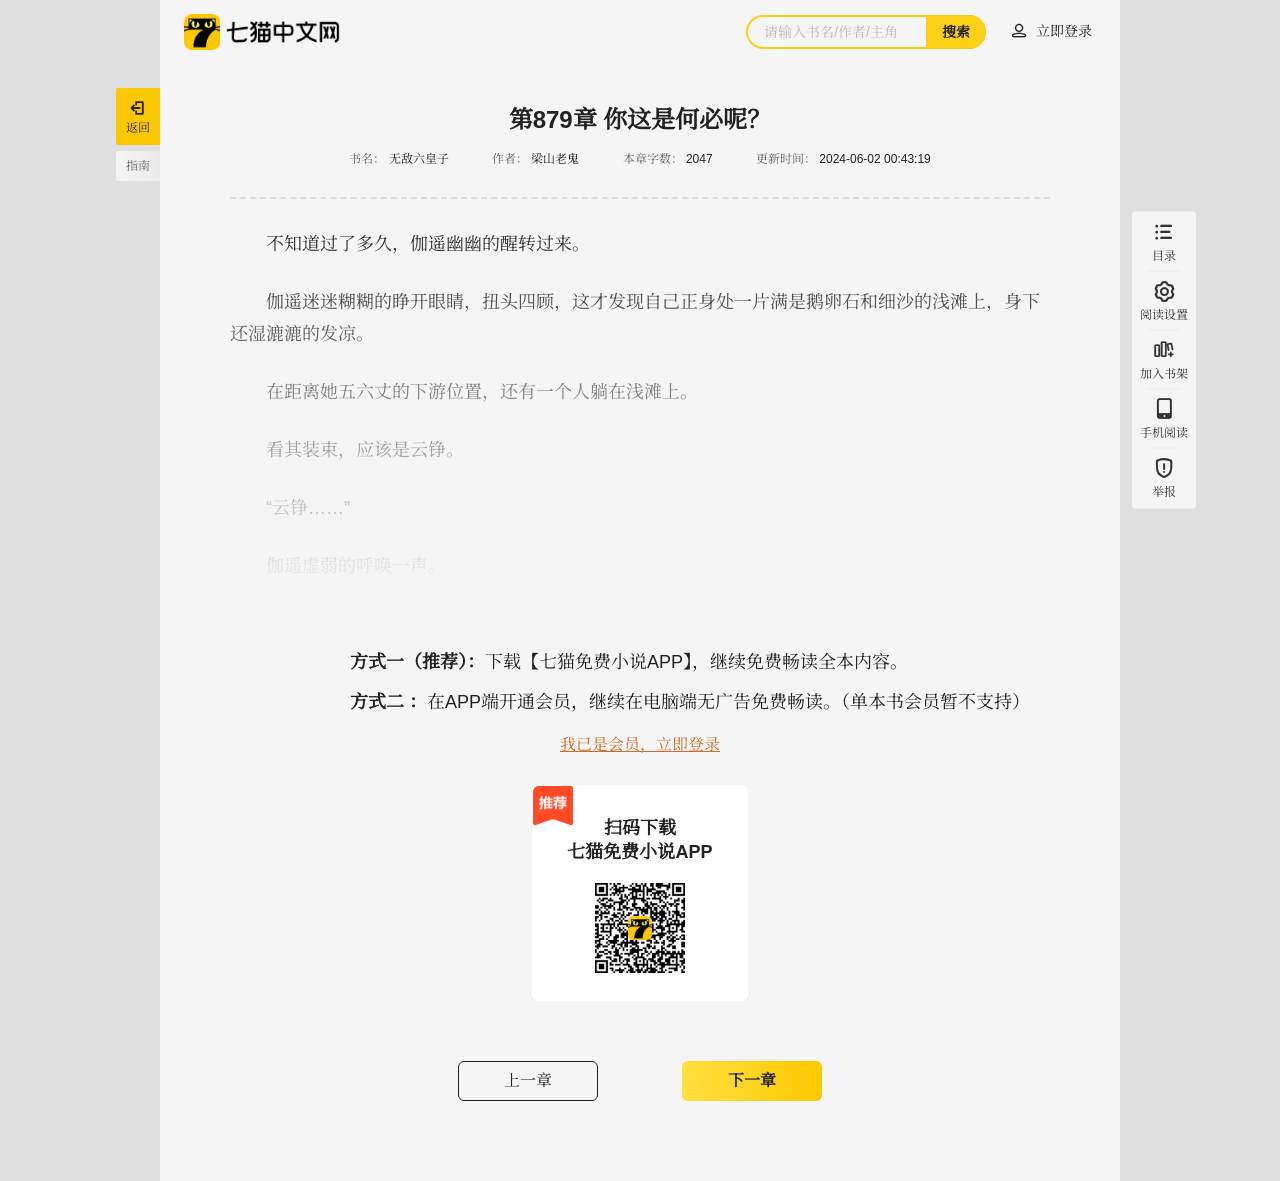 七猫中文网
请输入书名/作者/主角
搜索
立即登录
返回
指南
第879章 你这是何必呢?
书名： 无敌六皇子 作者： 梁山老鬼 本章字数： 2047 更新时间： 2024-06-02 00:43:19
不知道过了多久，伽遥幽幽的醒转过来。
伽遥迷迷糊糊的睁开眼睛，扭头四顾，这才发现自己正身处一片满是鹅卵石和细沙的浅滩上，身下
还湿漉漉的发凉。
在距离她五六丈的下游位置，还有一个人躺在浅滩上。
看其装束，应该是云铮。
“云铮……”
伽遥虚弱的呼唤一声。
目录
阅读设置
加入书架
手机阅读
举报
方式一（推荐）：下载【七猫免费小说APP】，继续免费畅读全本内容。
方式二 ：在APP端开通会员，继续在电脑端无广告免费畅读。（单本书会员暂不支持）
我已是会员，立即登录
推荐
扫码下载
七猫免费小说APP
上一章
下一章